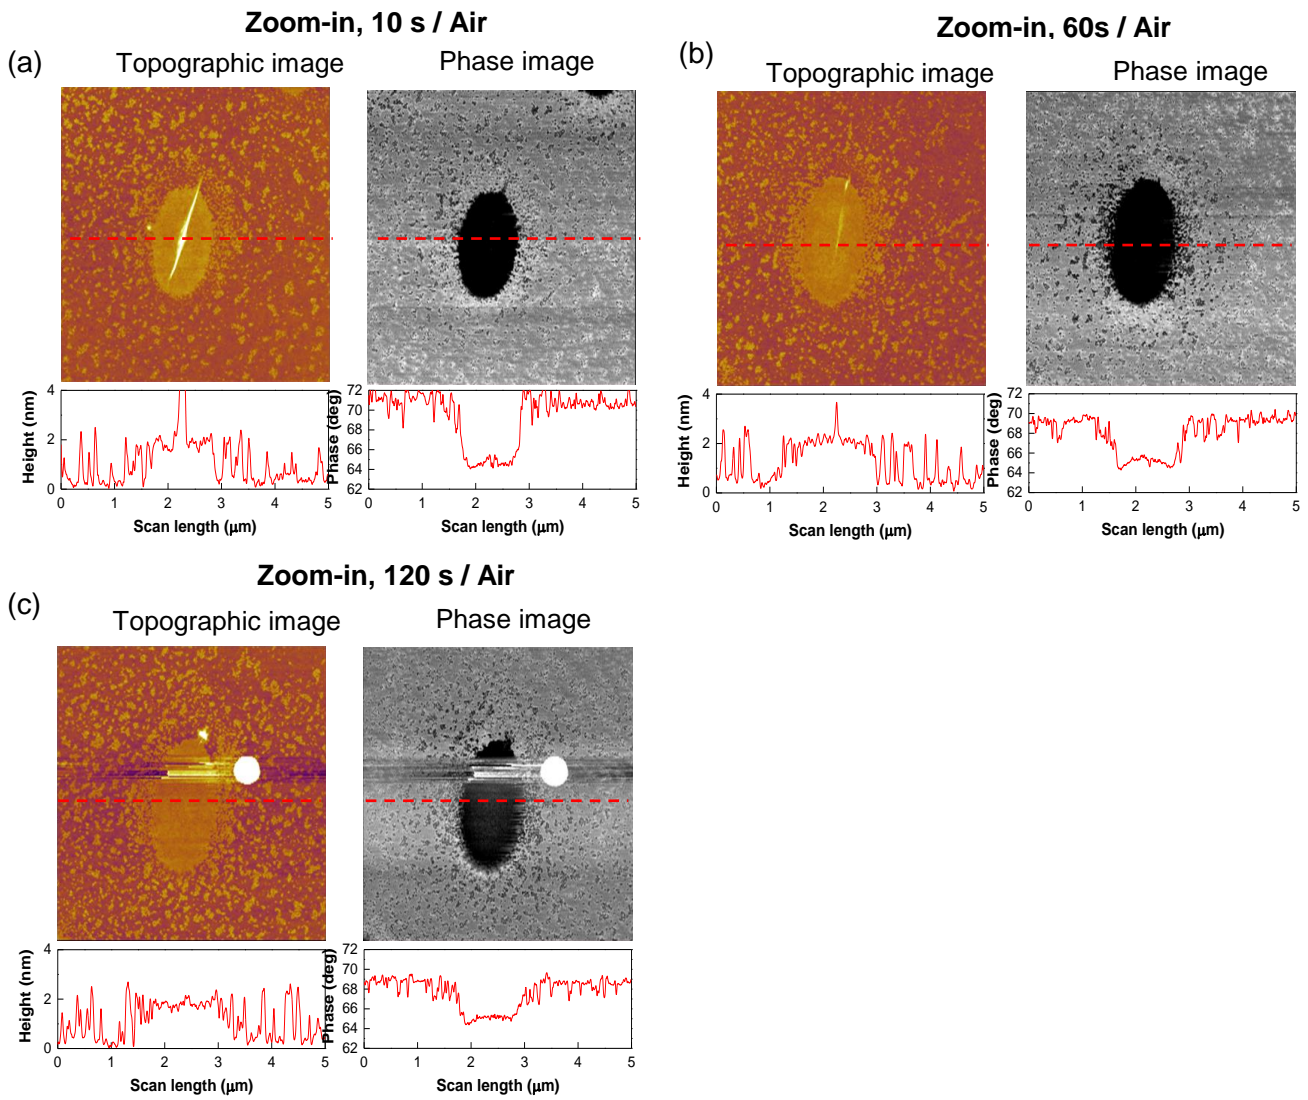 Zoom-in, 10 s / Air
(a)
Topographic image
Phase image
4
2
0
Height (nm)
0 1 2 3 4 5
Scan length (μm)
72
70
68
66
64
62
Phase (deg)
0 1 2 3 4 5
Scan length (μm)
Zoom-in, 60s / Air
(b)
Topographic image
Phase image
4
2
0
Height (nm)
0 1 2 3 4 5
Scan length (μm)
72
70
68
66
64
62
Phase (deg)
0 1 2 3 4 5
Scan length (μm)
Zoom-in, 120 s / Air
(c)
Topographic image
Phase image
4
2
0
Height (nm)
0 1 2 3 4 5
Scan length (μm)
72
70
68
66
64
62
Phase (deg)
0 1 2 3 4 5
Scan length (μm)